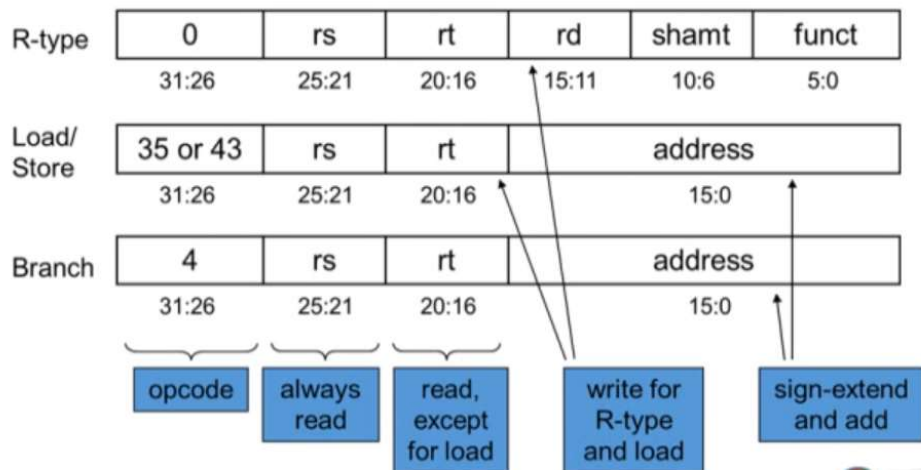 R-type 0 rs rt rd shamt funct
31:26 25:21 20:16 15:11 10:6 5:0
Load/
Store
35 or 43 rs rt address
31:26 25:21 20:16 15:0
Branch 4 rs rt address
31:26 25:21 20:16 15:0
opcode
always
read
read,
except
for load
write for
R-type
and load
sign-extend
and add